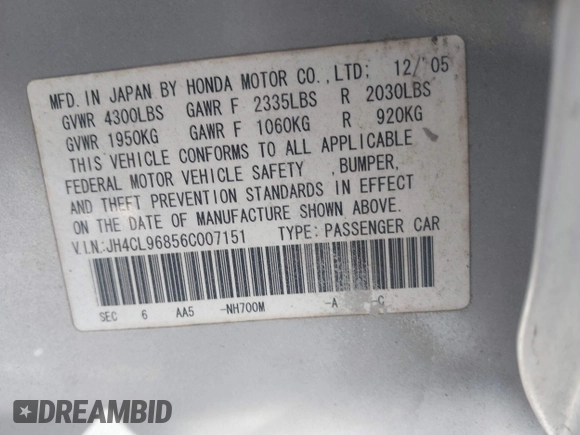 MFD. IN JAPAN BY HONDA MOTOR CO.,LTD; 12/'05
GVWR 4300LBS GAWR F 2335LBS R 2030LBS
GVWR 1950KG GAWR F 1060KG R 920KG
THIS VEHICLE CONFORMS TO ALL APPLICABLE
FEDERAL MOTOR VEHICLE SAFETY ,BUMPER,
AND THEFT PREVENTION STANDARDS IN EFFECT
ON THE DATE OF MANUFACTURE SHOWN ABOVE.
V.I.N.:JH4CL96856C007151 TYPE: PASSENGER CAR
SEC 6 AA5 -NH700M -A -C
DREAMBID